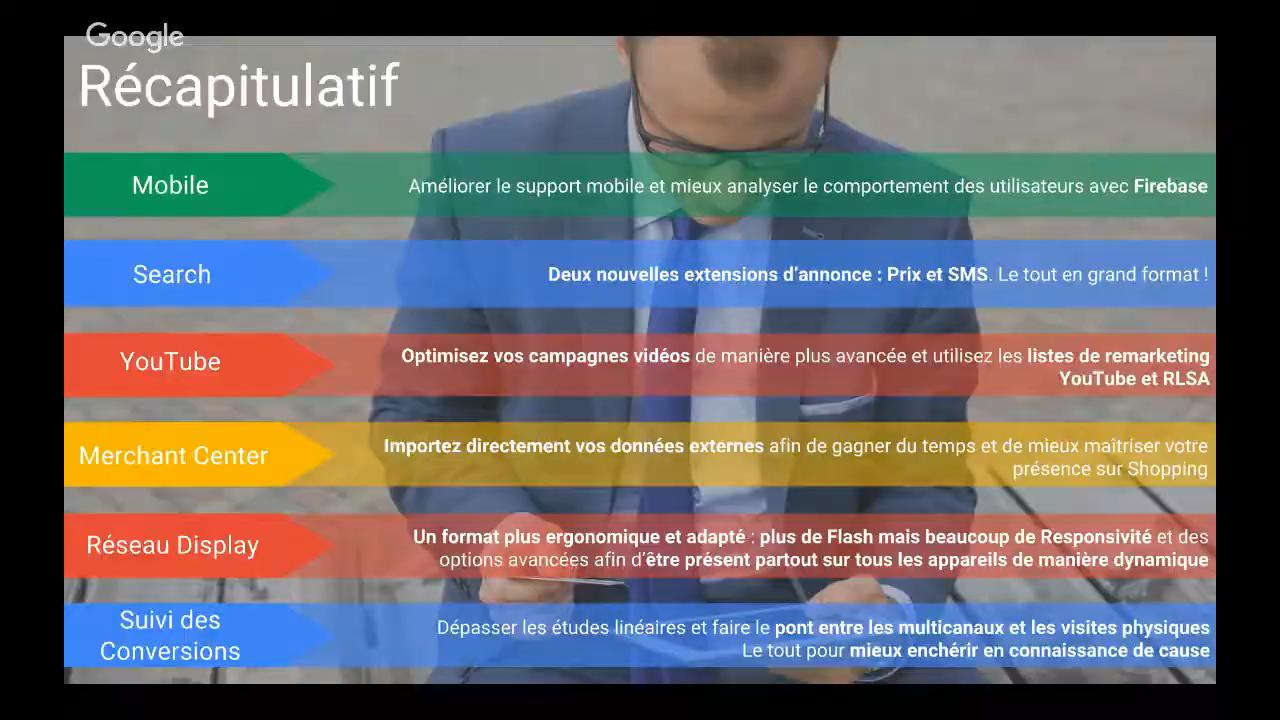 Google
Récapitulatif
Mobile
Améliorer le support mobile et mieux analyser le comportement des utilisateurs avec Firebase
Search
Deux nouvelles extensions d’annonce : Prix et SMS. Le tout en grand format !
YouTube
Optimisez vos campagnes vidéos de manière plus avancée et utilisez les listes de remarketing
YouTube et RLSA
Merchant Center
Importez directement vos données externes afin de gagner du temps et de mieux maîtriser votre
présence sur Shopping
Réseau Display
Un format plus ergonomique et adapté : plus de Flash mais beaucoup de Responsivité et des
options avancées afin d’être présent partout sur tous les appareils de manière dynamique
Suivi des
Conversions
Dépasser les études linéaires et faire le pont entre les multicanaux et les visites physiques
Le tout pour mieux enchérir en connaissance de cause